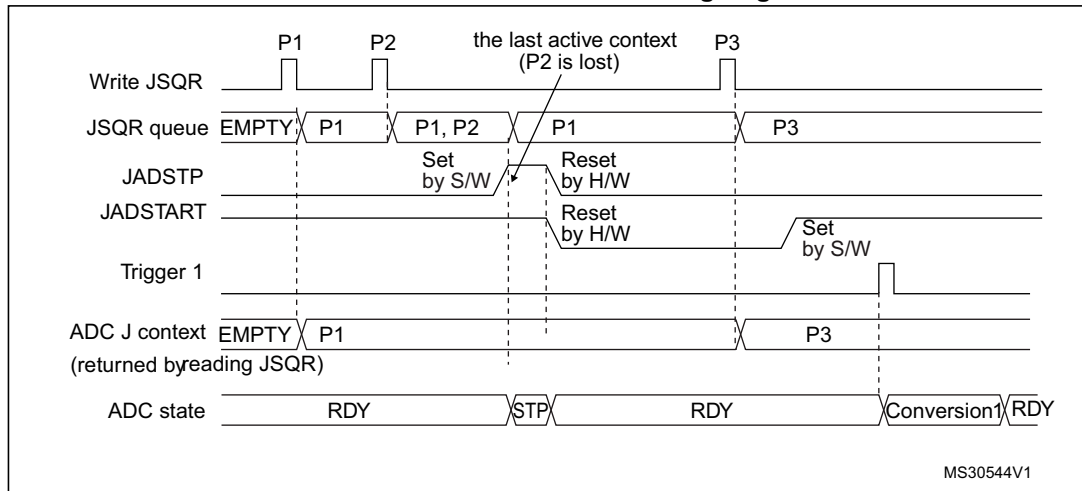 P1 P2 the last active context P3
(P2 is lost)
Write JSQR
JSQR queue EMPTY P1 P1, P2 P1 P3
Set Reset
JADSTP by S/W by H/W
JADSTART Reset Set
by H/W by S/W
Trigger 1
ADC J context EMPTY P1 P3
(returned by reading JSQR)
ADC state RDY STP RDY Conversion1 RDY
MS30544V1